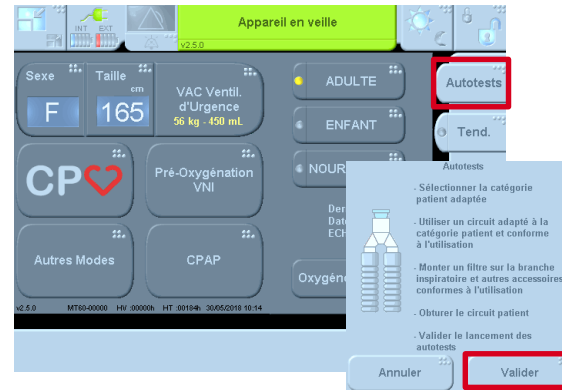 INT EXT
Appareil en veille
v2.5.0
Sexe
F
Taille
cm
165
VAC Ventil.
d'Urgence
56 kg - 450 mL
ADULTE
ENFANT
Autotests
Tend.
CP
Pré-Oxygénation
VNI
Autres Modes
CPAP
v2.5.0 MT60-00000 HV :00000h HT :00184h 30/05/2018 10:14
Autotests
- Sélectionner la catégorie
patient adaptée
- Utiliser un circuit adapté à la
catégorie patient et conforme
à l'utilisation
- Monter un filtre sur la branche
inspiratoire et autres accessoires
conformes à l'utilisation
- Obturer le circuit patient
- Valider le lancement des
autotests
Annuler
Valider